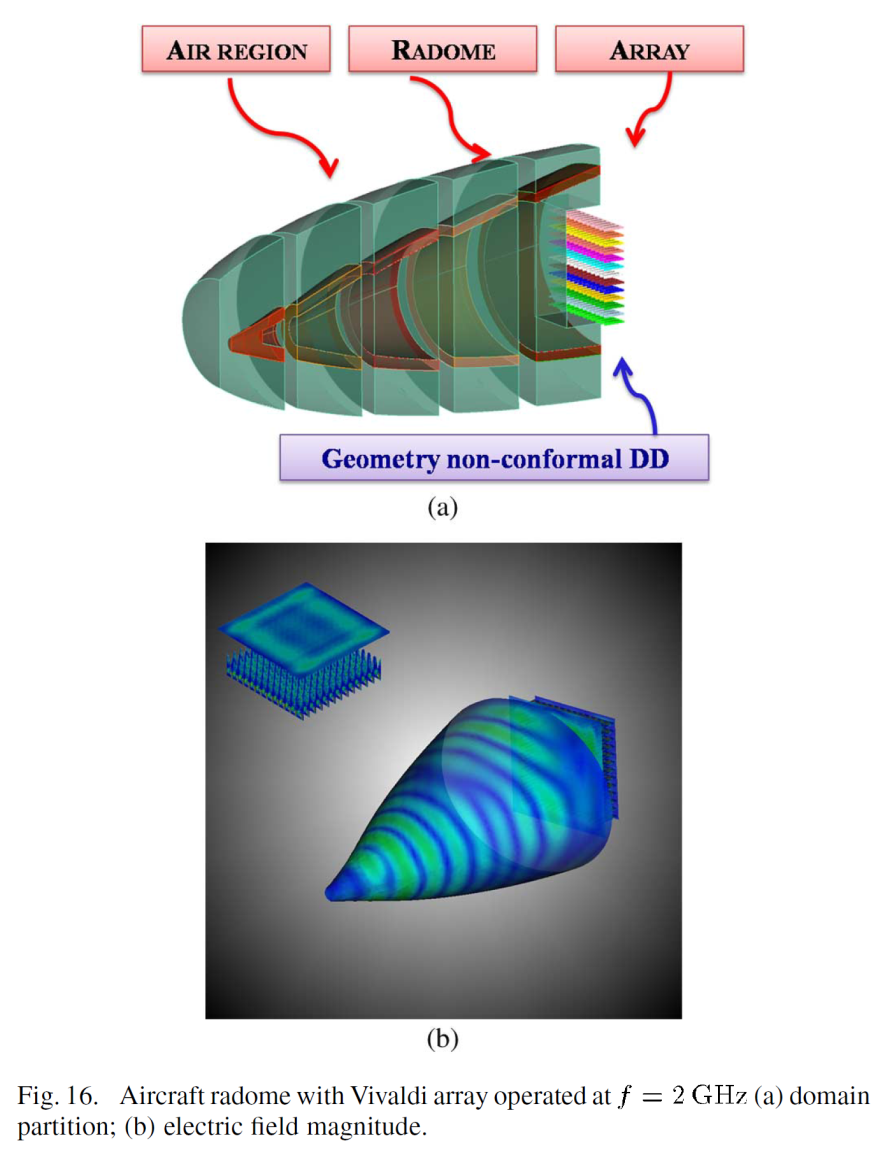 AIR REGION
RADOME
ARRAY
Geometry non-conformal DD
(a)
(b)
Fig. 16. Aircraft radome with Vivaldi array operated at f = 2 GHz (a) domain
partition; (b) electric field magnitude.